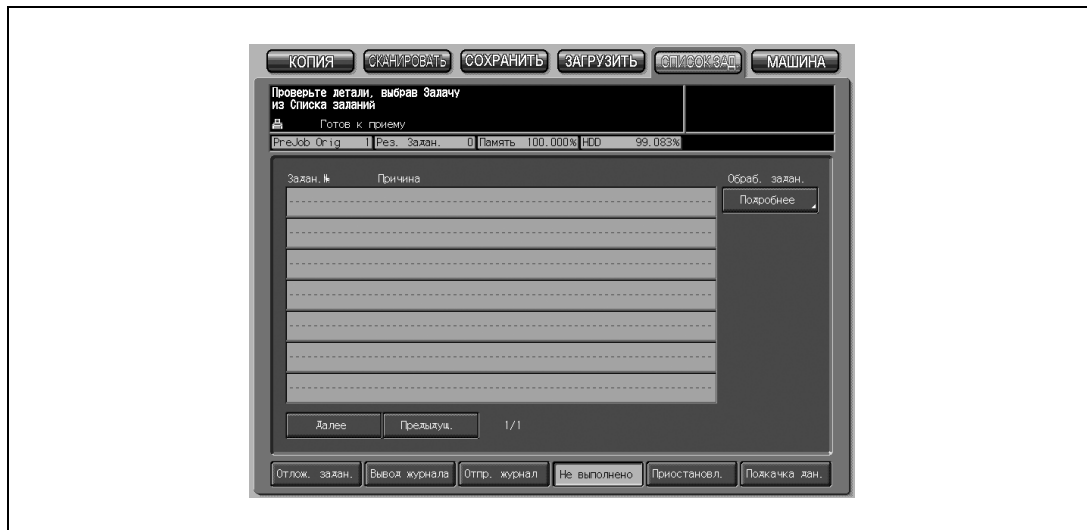 КОПИЯ СКАНИРОВАТЬ СОХРАНИТЬ ЗАГРУЗИТЬ СПИСОК ЗАД. МАШИНА
Проверьте детали, выбрав Задачу
из Списка заданий
Готов к приему
PreJob Orig 1 Рез. Задан. 0 Память 100.000% HDD 99.083%
Задан.№ Причина Обраб. задан.
Подробнее
Далее Предыдущ. 1/1
Отлож. задан. Вывод журнала Отпр. журнал Не выполнено Приостановл. Подкачка дан.